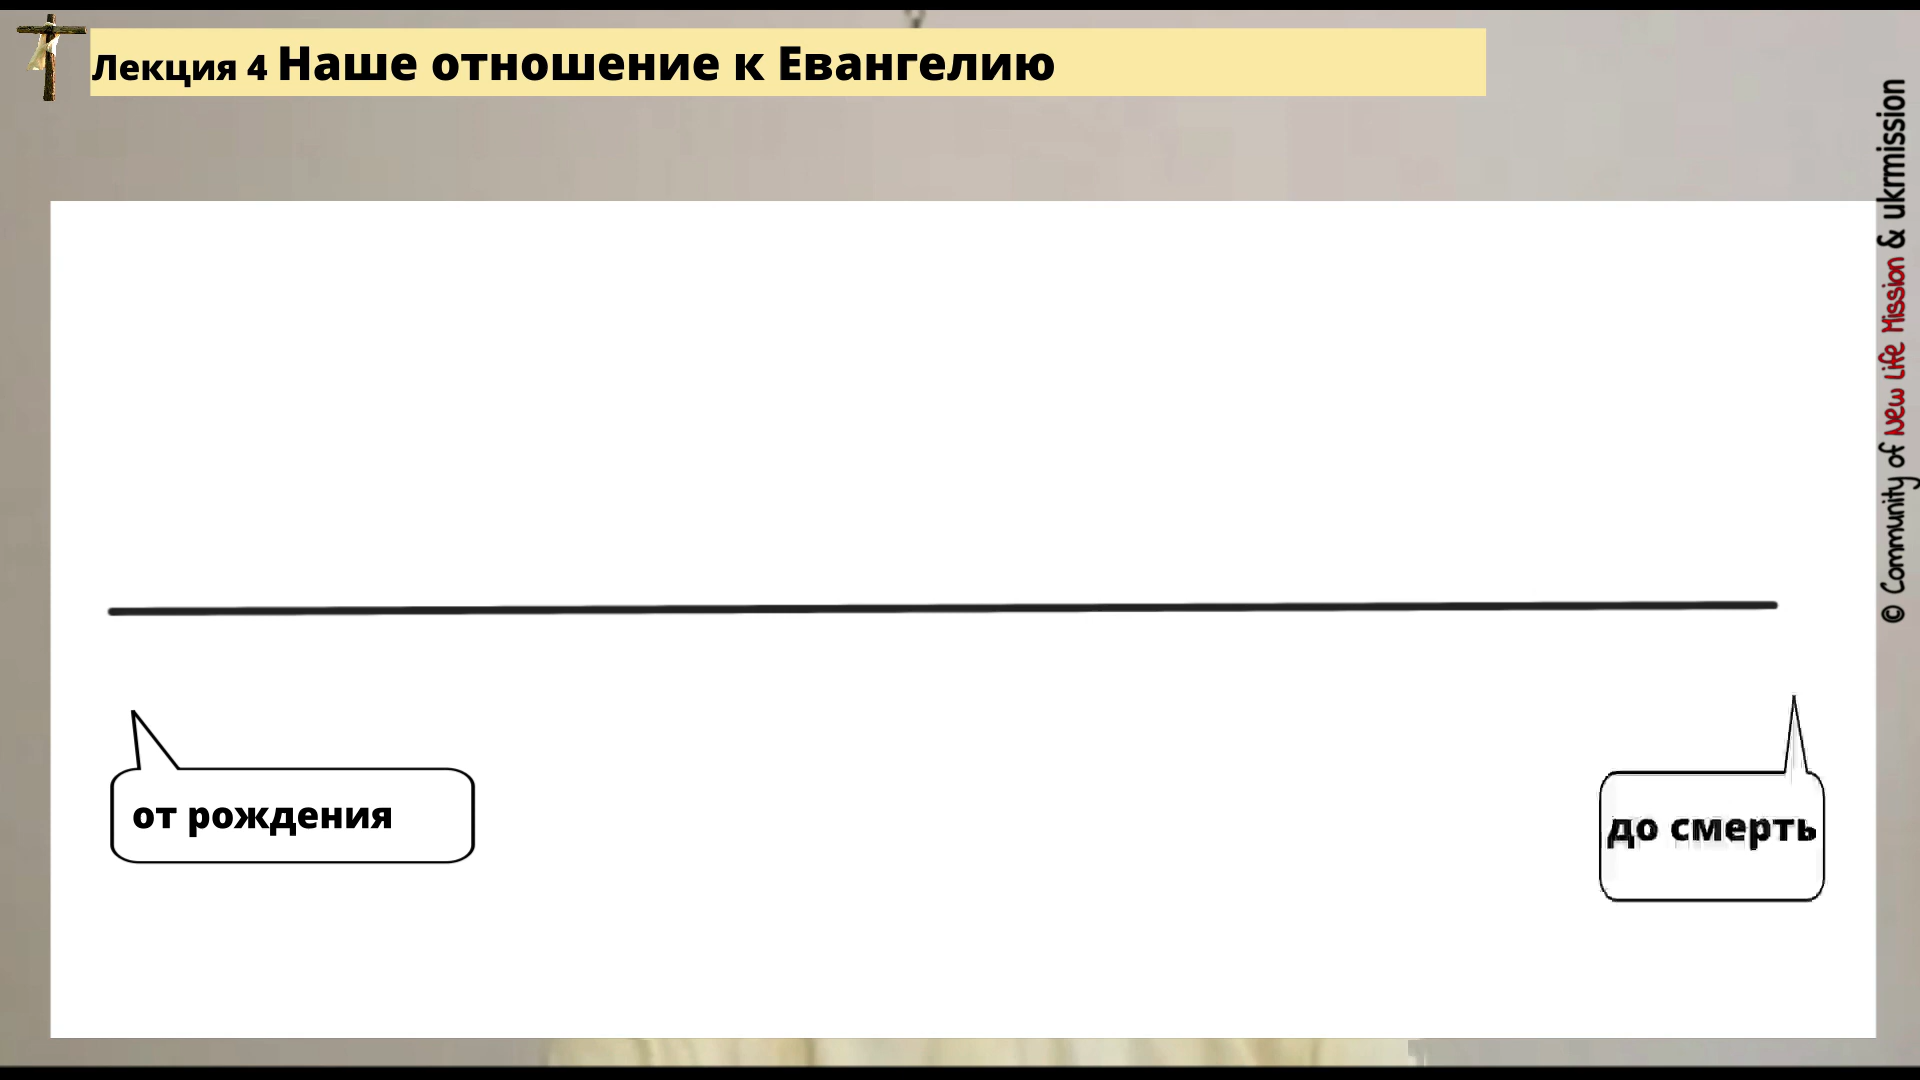 Лекция 4 Наше отношение к Евангелию
© Community of New Life Mission & ukrmission
от рождения
до смерть